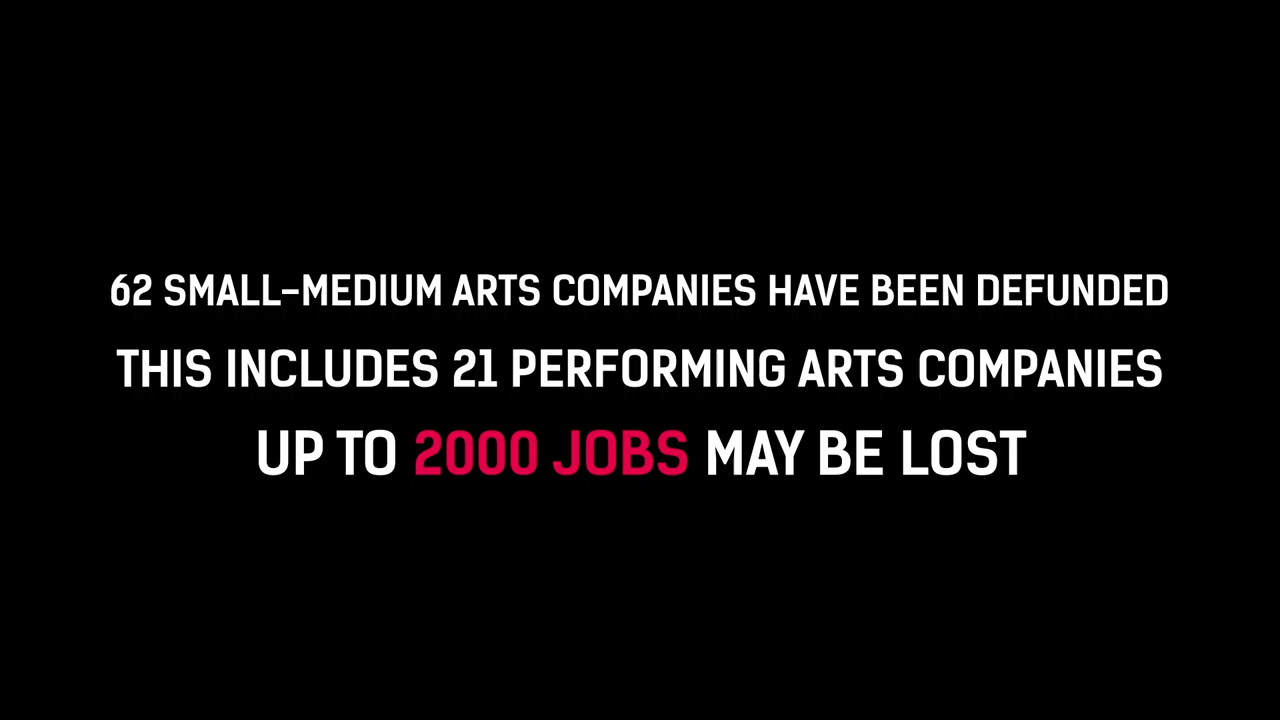 62 SMALL–MEDIUM ARTS COMPANIES HAVE BEEN DEFUNDED
THIS INCLUDES 21 PERFORMING ARTS COMPANIES
UP TO 2000 JOBS MAY BE LOST